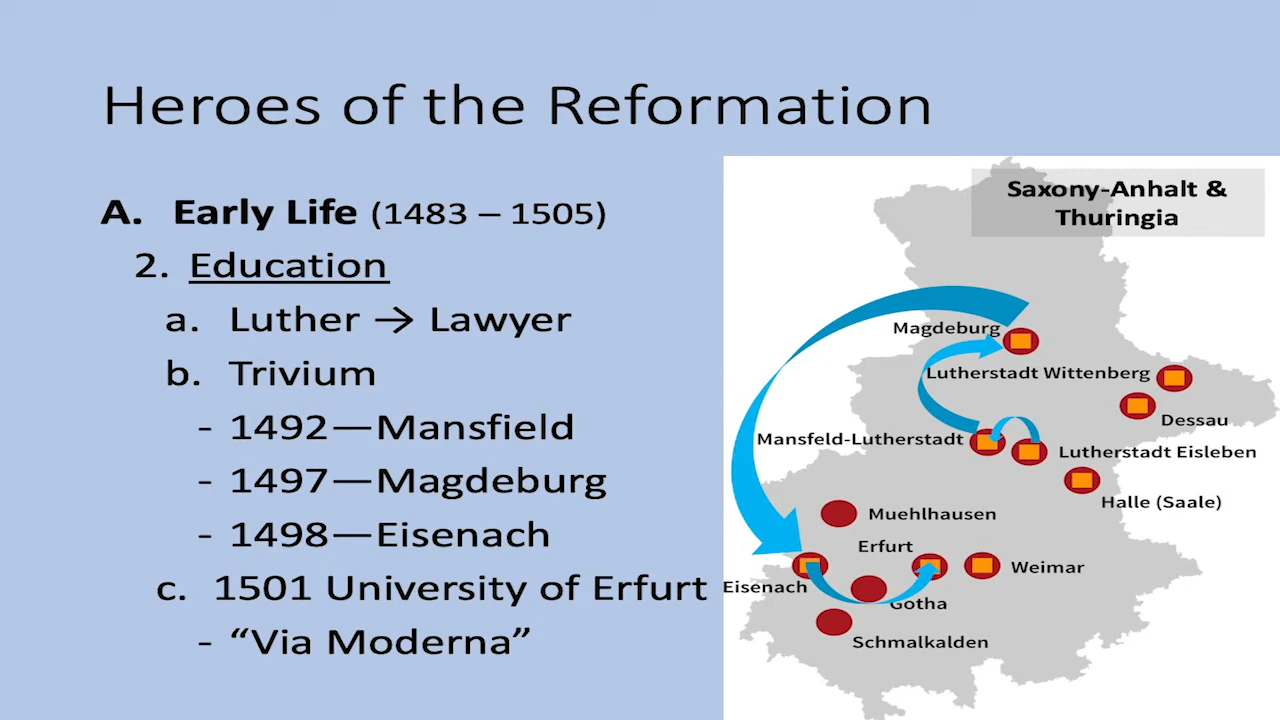 Heroes of the Reformation
A. Early Life (1483 – 1505)
2. Education
a. Luther → Lawyer
b. Trivium
- 1492—Mansfield
- 1497—Magdeburg
- 1498—Eisenach
c. 1501 University of Erfurt
- “Via Moderna”
Saxony-Anhalt &
Thuringia
Magdeburg
Lutherstadt Wittenberg
Dessau
Mansfeld-Lutherstadt
Lutherstadt Eisleben
Halle (Saale)
Muehlhausen
Erfurt
Weimar
Eisenach
Gotha
Schmalkalden